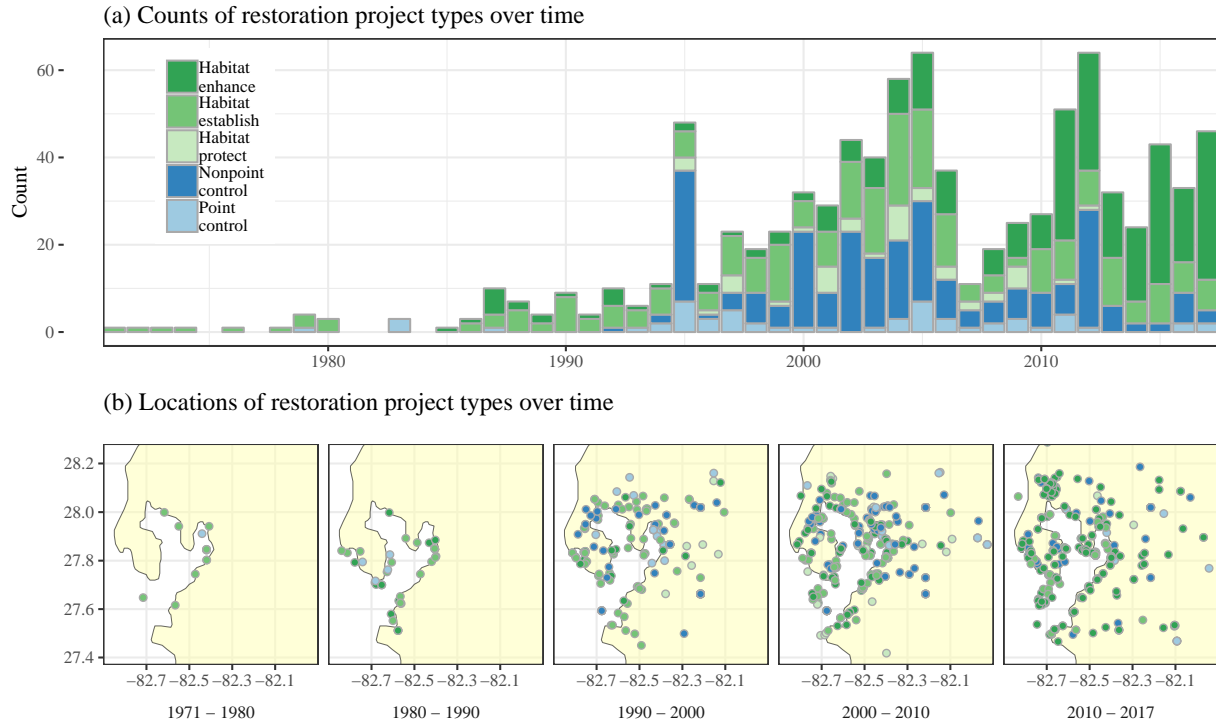 (a) Counts of restoration project types over time
Count
60
40
20
0
Habitat
enhance
Habitat
establish
Habitat
protect
Nonpoint
control
Point
control
1980 1990 2000 2010
(b) Locations of restoration project types over time
28.2
28.0
27.8
27.6
27.4
−82.7 −82.5 −82.3 −82.1 −82.7 −82.5 −82.3 −82.1 −82.7 −82.5 −82.3 −82.1 −82.7 −82.5 −82.3 −82.1 −82.7 −82.5 −82.3 −82.1
1971 − 1980 1980 − 1990 1990 − 2000 2000 − 2010 2010 − 2017